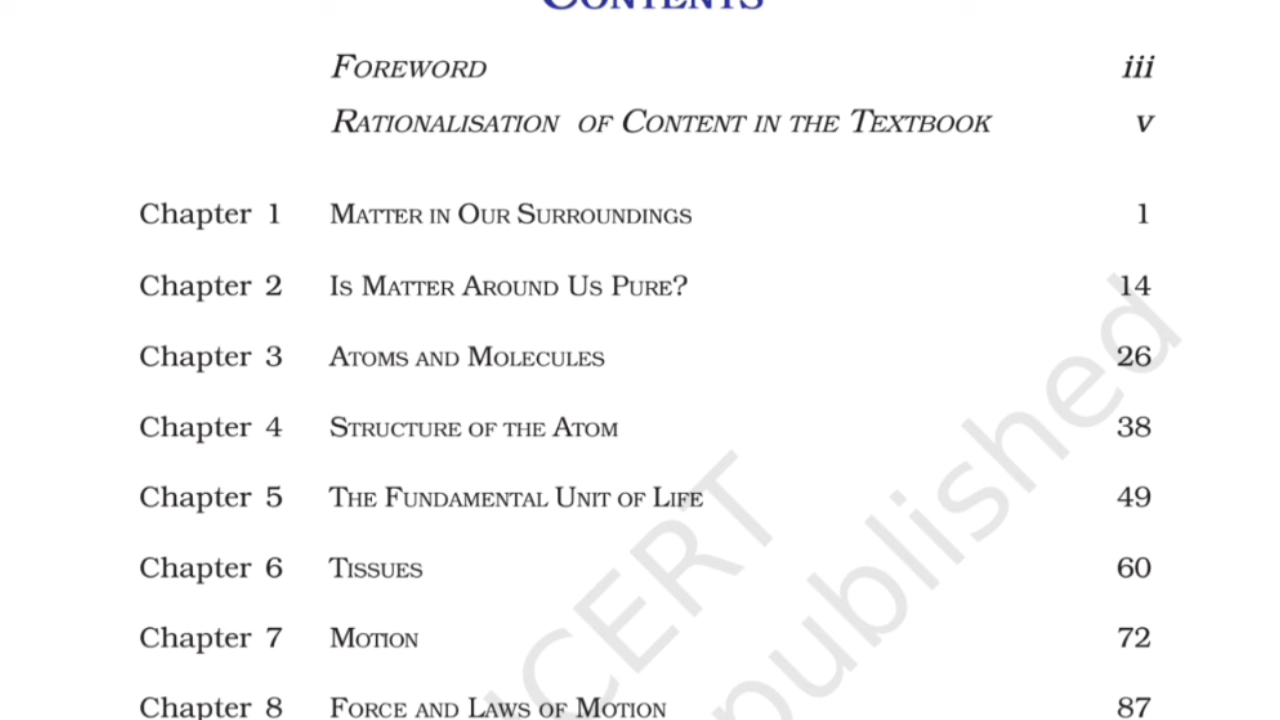 CONTENTS
FOREWORD iii
RATIONALISATION OF CONTENT IN THE TEXTBOOK v
Chapter 1 MATTER IN OUR SURROUNDINGS 1
Chapter 2 IS MATTER AROUND US PURE? 14
Chapter 3 ATOMS AND MOLECULES 26
Chapter 4 STRUCTURE OF THE ATOM 38
Chapter 5 THE FUNDAMENTAL UNIT OF LIFE 49
Chapter 6 TISSUES 60
Chapter 7 MOTION 72
Chapter 8 FORCE AND LAWS OF MOTION 87
NCERT
published